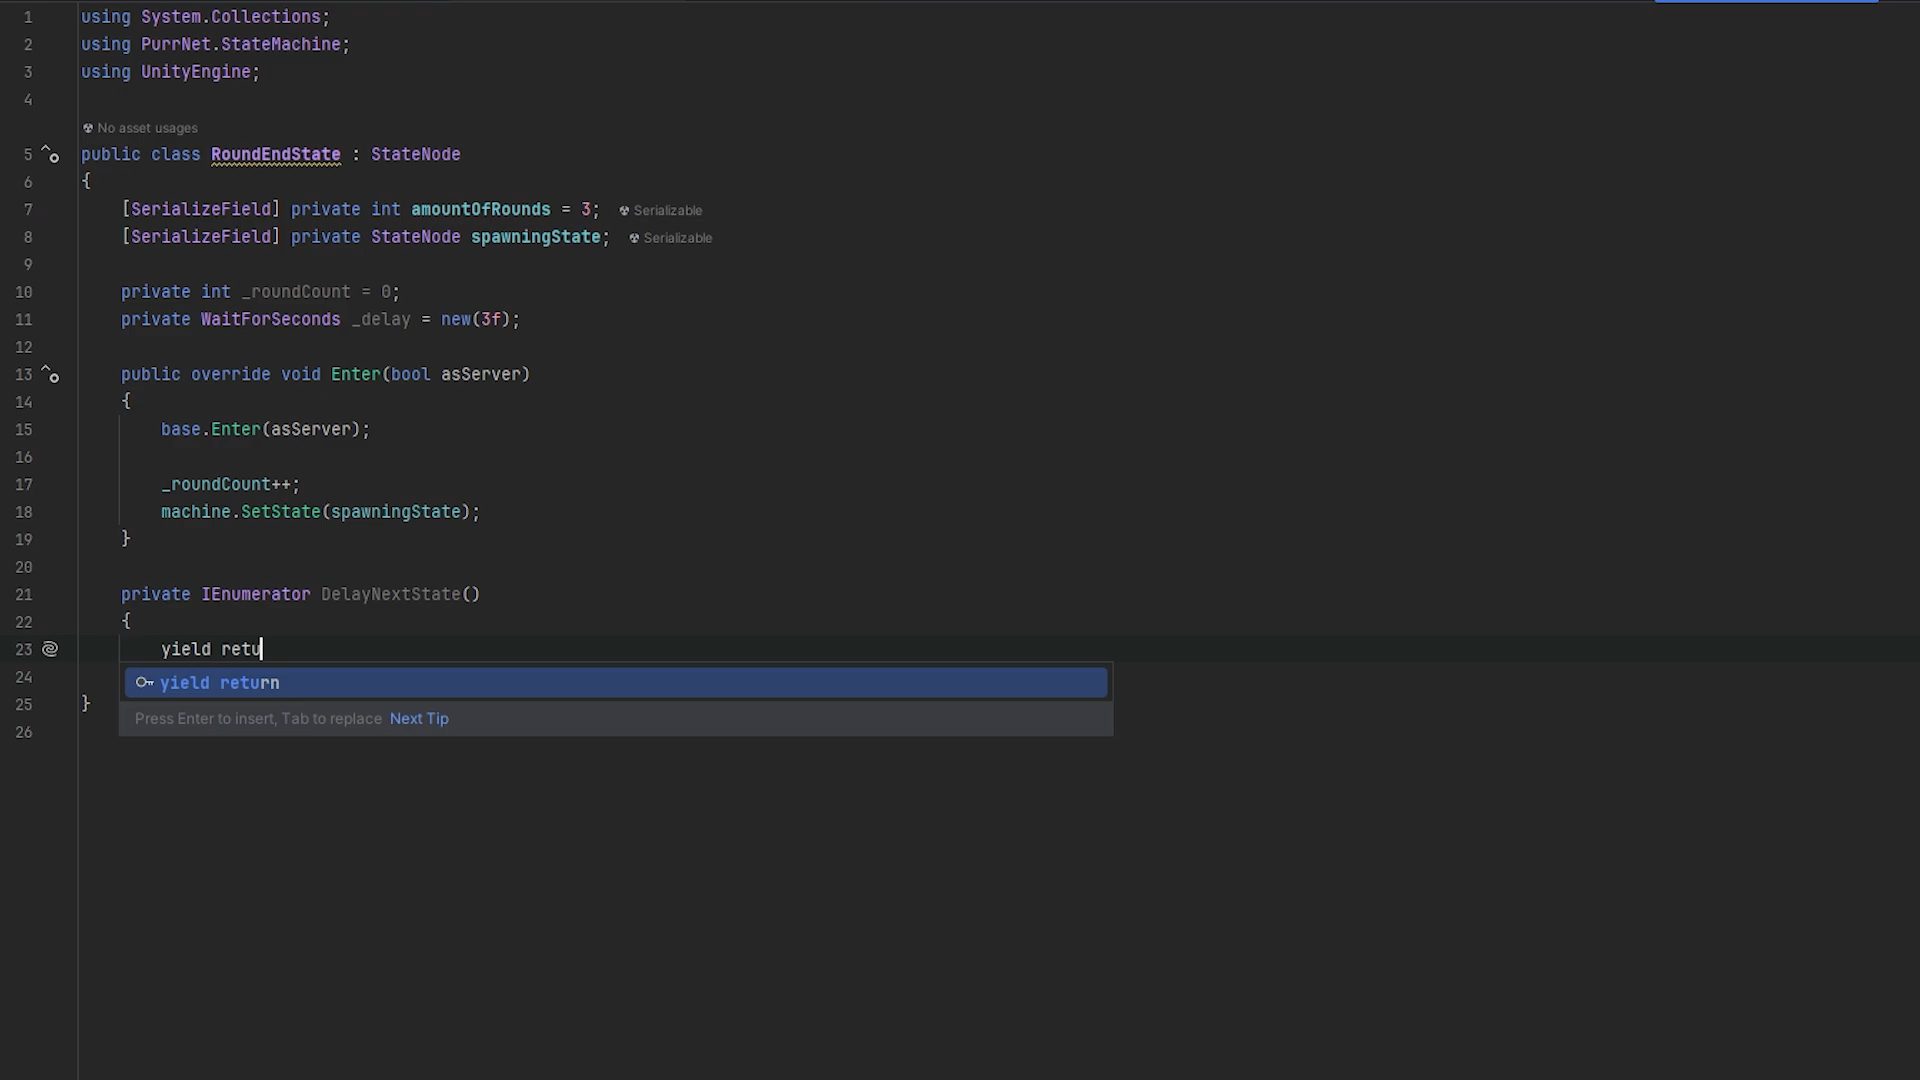 1 using System.Collections;
2 using PurrNet.StateMachine;
3 using UnityEngine;
4
No asset usages
5 public class RoundEndState : StateNode
6 {
7 [SerializeField] private int amountOfRounds = 3; Serializable
8 [SerializeField] private StateNode spawningState; Serializable
9
10 private int _roundCount = 0;
11 private WaitForSeconds _delay = new(3f);
12
13 public override void Enter(bool asServer)
14 {
15 base.Enter(asServer);
16
17 _roundCount++;
18 machine.SetState(spawningState);
19 }
20
21 private IEnumerator DelayNextState()
22 {
23 yield retu
24 yield return
Press Enter to insert, Tab to replace Next Tip
25 }
26